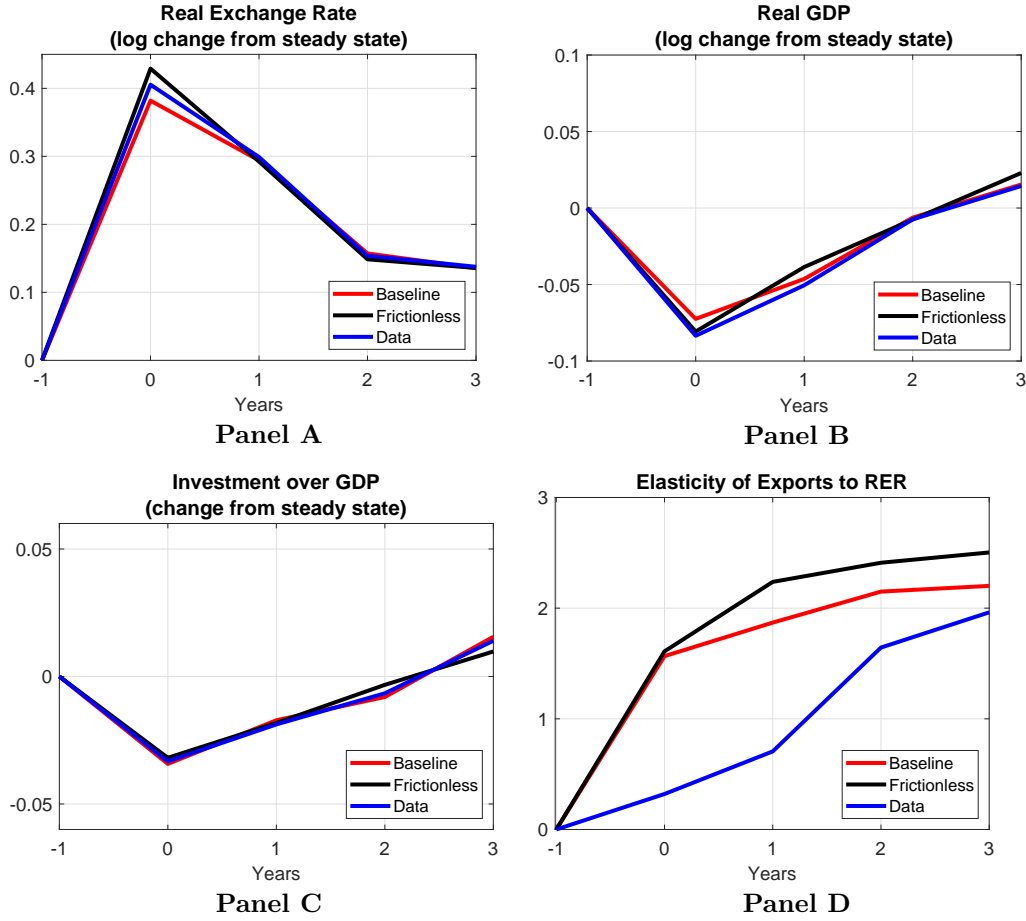 Real Exchange Rate
(log change from steady state)
0.4
0.3
0.2
0.1
0
-1
0
1
2
3
Years
Baseline
Frictionless
Data
Panel A
Real GDP
(log change from steady state)
0.1
0.05
0
-0.05
-0.1
-1
0
1
2
3
Years
Baseline
Frictionless
Data
Panel B
Investment over GDP
(change from steady state)
0.05
0
-0.05
-1
0
1
2
3
Years
Baseline
Frictionless
Data
Panel C
Elasticity of Exports to RER
3
2
1
0
-1
0
1
2
3
Years
Baseline
Frictionless
Data
Panel D